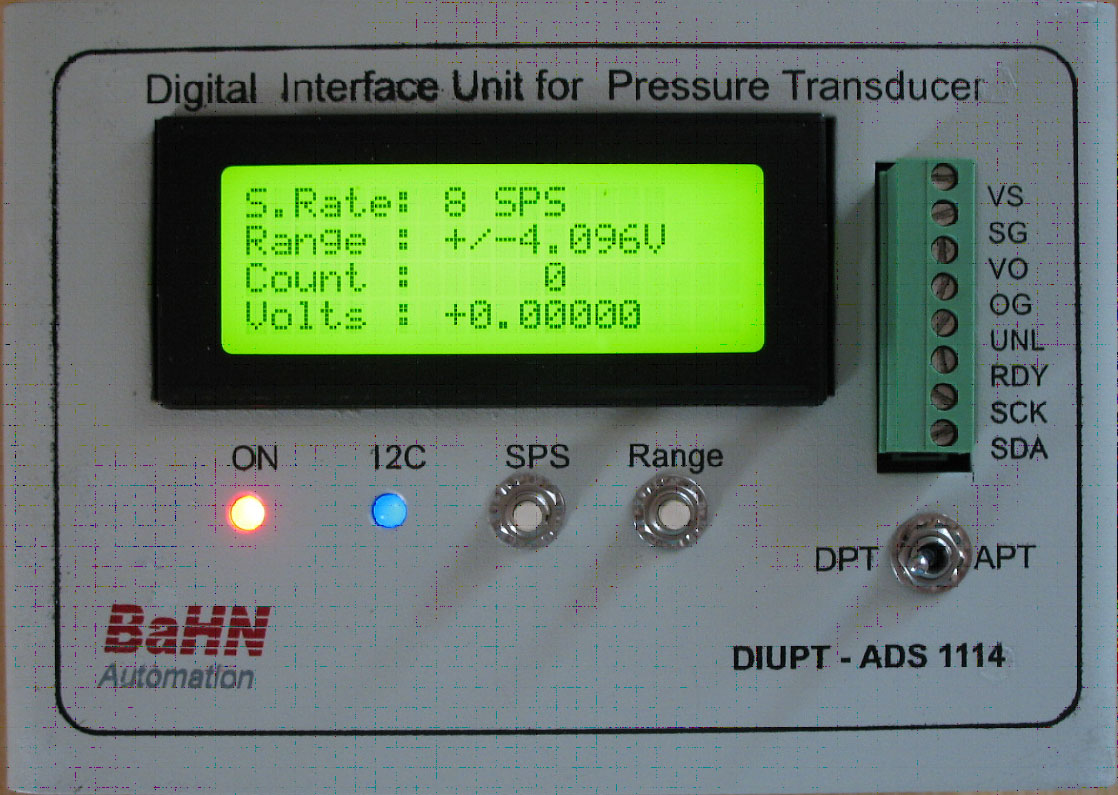 Digital Interface Unit for Pressure Transducer
S.Rate: 8 SPS
Range : +/-4.096V
Count : 0
Volts : +0.00000
VS
SG
VO
OG
UNL
RDY
SCK
SDA
ON I2C SPS Range
DPT APT
BaHN
Automation
DIUPT - ADS 1114